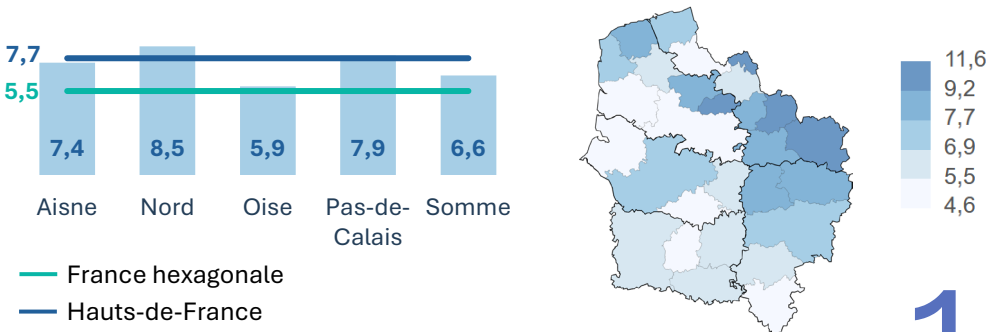 7,7
5,5
7,4 8,5 5,9 7,9 6,6
Aisne Nord Oise Pas-de-Calais Somme
France hexagonale
Hauts-de-France
11,6
9,2
7,7
6,9
5,5
4,6
1